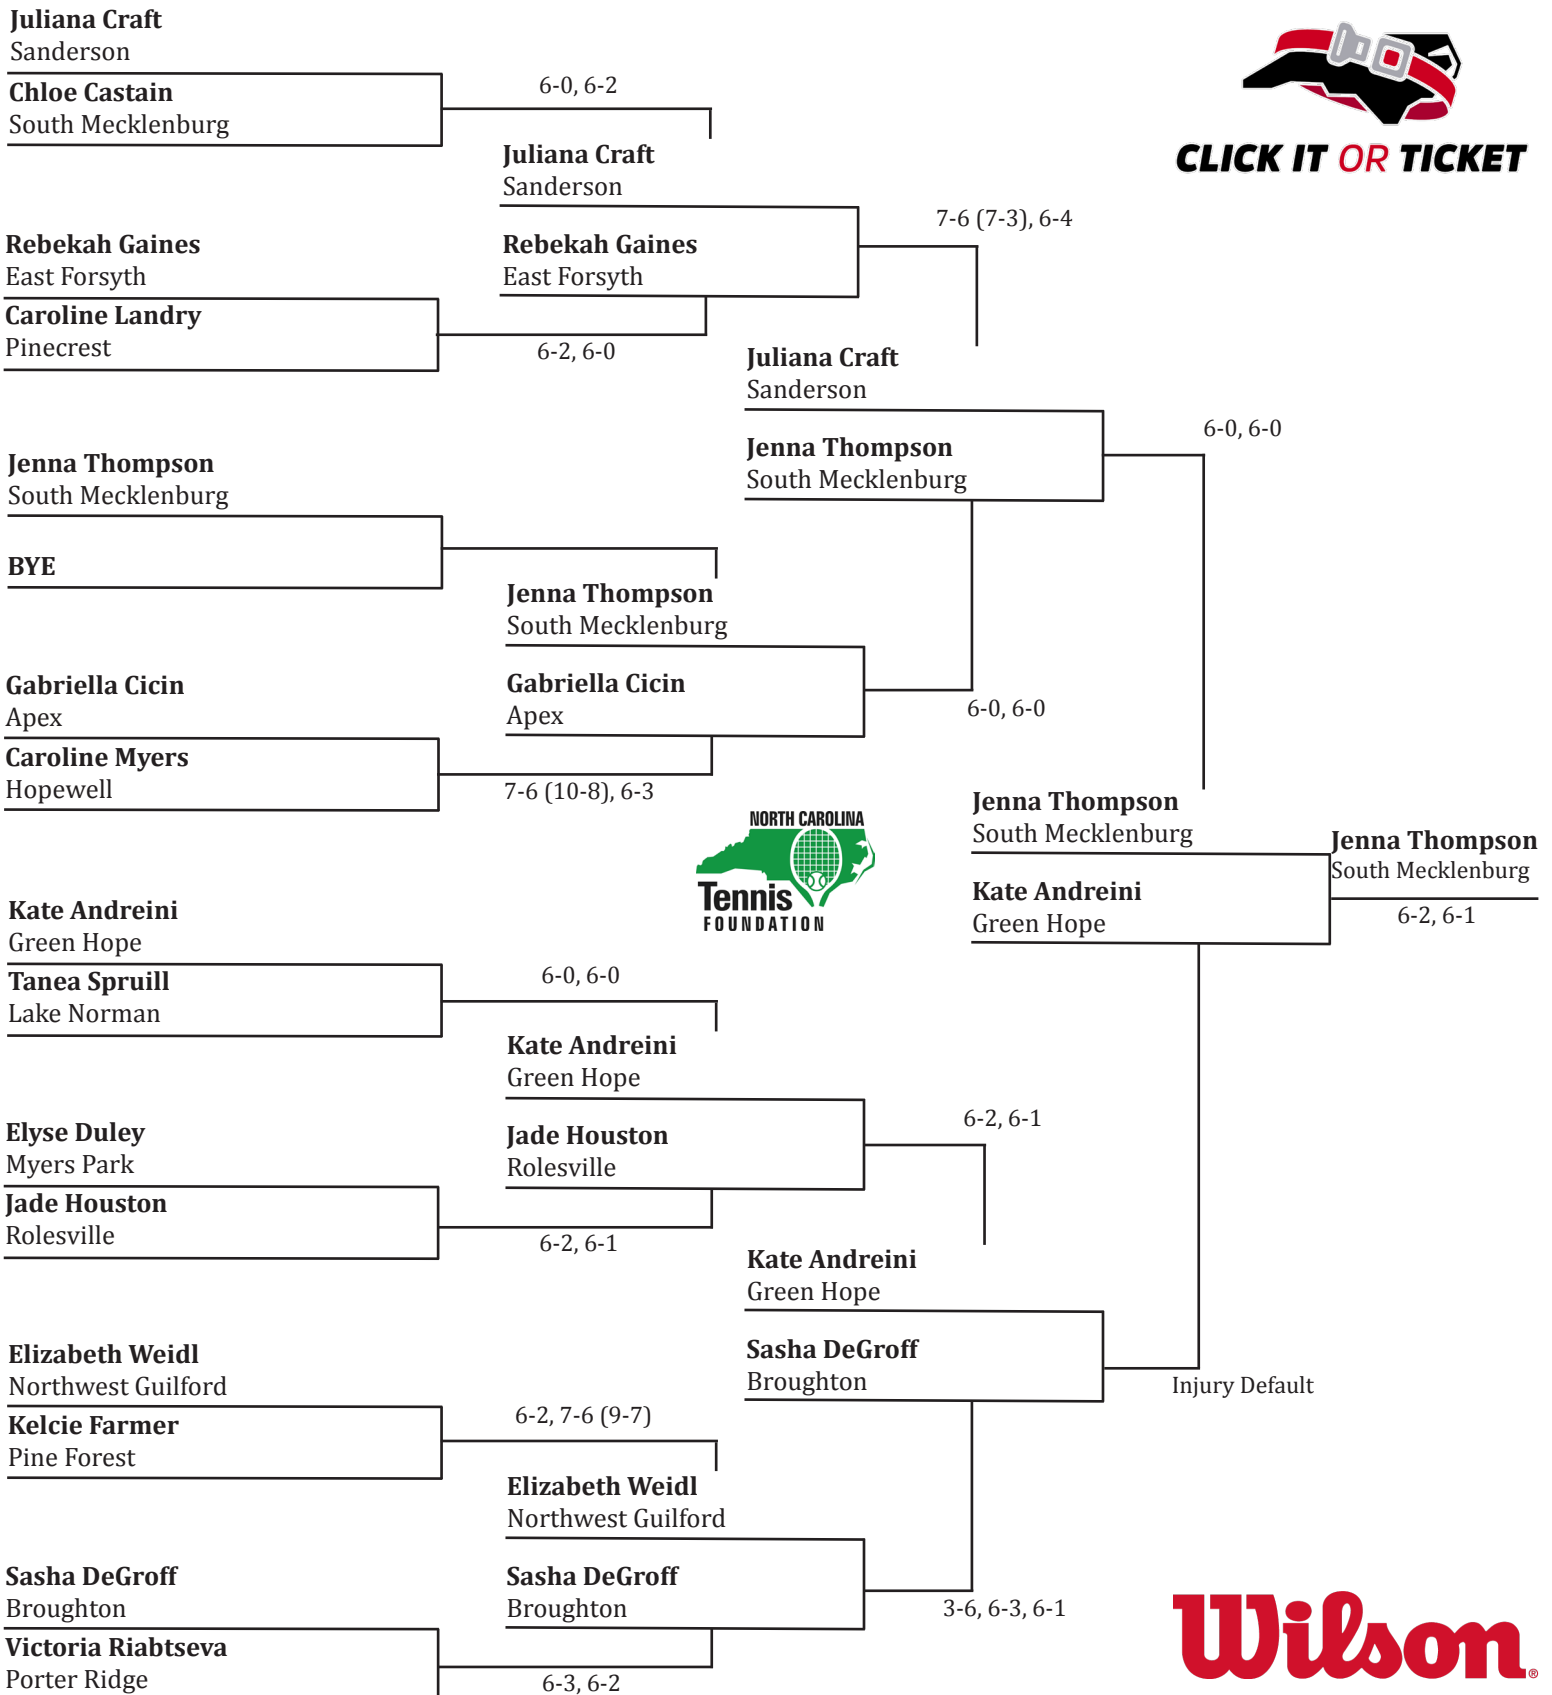 Juliana Craft
Sanderson
Chloe Castain
South Mecklenburg
6-0, 6-2
CLICK IT OR TICKET
Juliana Craft
Sanderson
Rebekah Gaines
East Forsyth
7-6 (7-3), 6-4
Rebekah Gaines
East Forsyth
Caroline Landry
Pinecrest
6-2, 6-0
Juliana Craft
Sanderson
Jenna Thompson
South Mecklenburg
6-0, 6-0
Jenna Thompson
South Mecklenburg
BYE
Jenna Thompson
South Mecklenburg
Gabriella Cicin
Apex
6-0, 6-0
Gabriella Cicin
Apex
Caroline Myers
Hopewell
7-6 (10-8), 6-3
NORTH CAROLINA
Tennis
FOUNDATION
Jenna Thompson
South Mecklenburg
Kate Andreini
Green Hope
Jenna Thompson
South Mecklenburg
6-2, 6-1
Kate Andreini
Green Hope
Tanea Spruill
Lake Norman
6-0, 6-0
Kate Andreini
Green Hope
Jade Houston
Rolesville
6-2, 6-1
Elyse Duley
Myers Park
Jade Houston
Rolesville
6-2, 6-1
Kate Andreini
Green Hope
Sasha DeGroff
Broughton
Injury Default
Elizabeth Weidl
Northwest Guilford
Kelcie Farmer
Pine Forest
6-2, 7-6 (9-7)
Elizabeth Weidl
Northwest Guilford
Sasha DeGroff
Broughton
3-6, 6-3, 6-1
Sasha DeGroff
Broughton
Victoria Riabtseva
Porter Ridge
6-3, 6-2
Wilson®